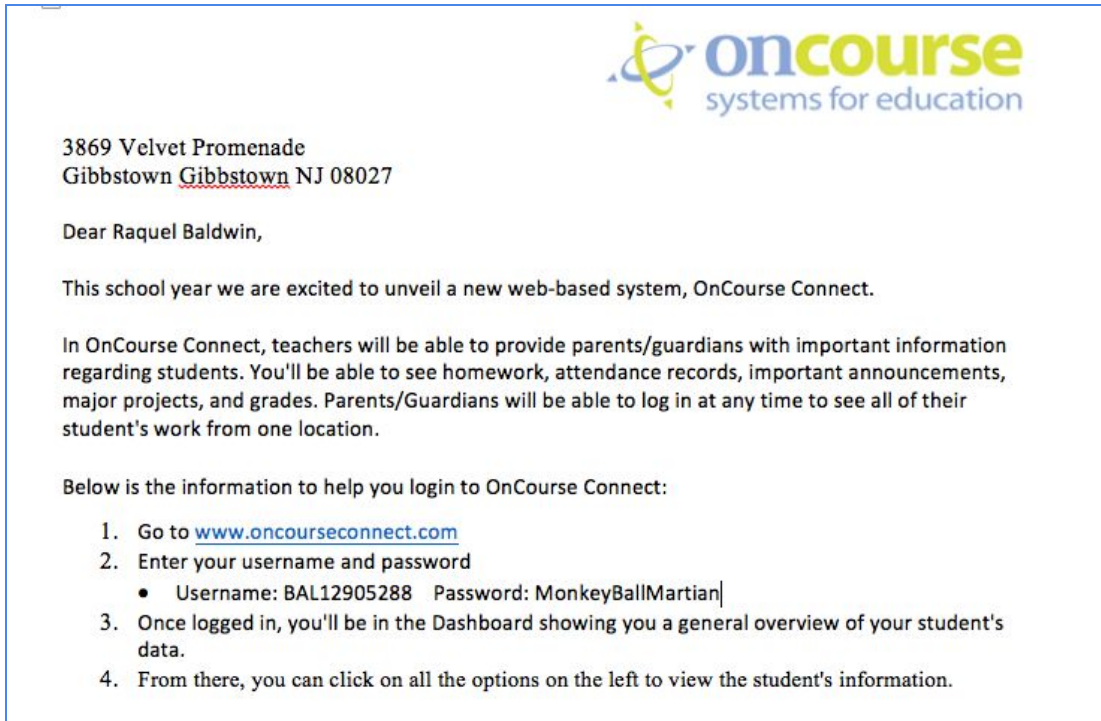 oncourse
systems for education
3869 Velvet Promenade
Gibbstown Gibbstown NJ 08027
Dear Raquel Baldwin,
This school year we are excited to unveil a new web-based system, OnCourse Connect.
In OnCourse Connect, teachers will be able to provide parents/guardians with important information
regarding students. You'll be able to see homework, attendance records, important announcements,
major projects, and grades. Parents/Guardians will be able to log in at any time to see all of their
student's work from one location.
Below is the information to help you login to OnCourse Connect:
1. Go to www.oncourseconnect.com
2. Enter your username and password
• Username: BAL12905288 Password: MonkeyBallMartian
3. Once logged in, you'll be in the Dashboard showing you a general overview of your student's
data.
4. From there, you can click on all the options on the left to view the student's information.